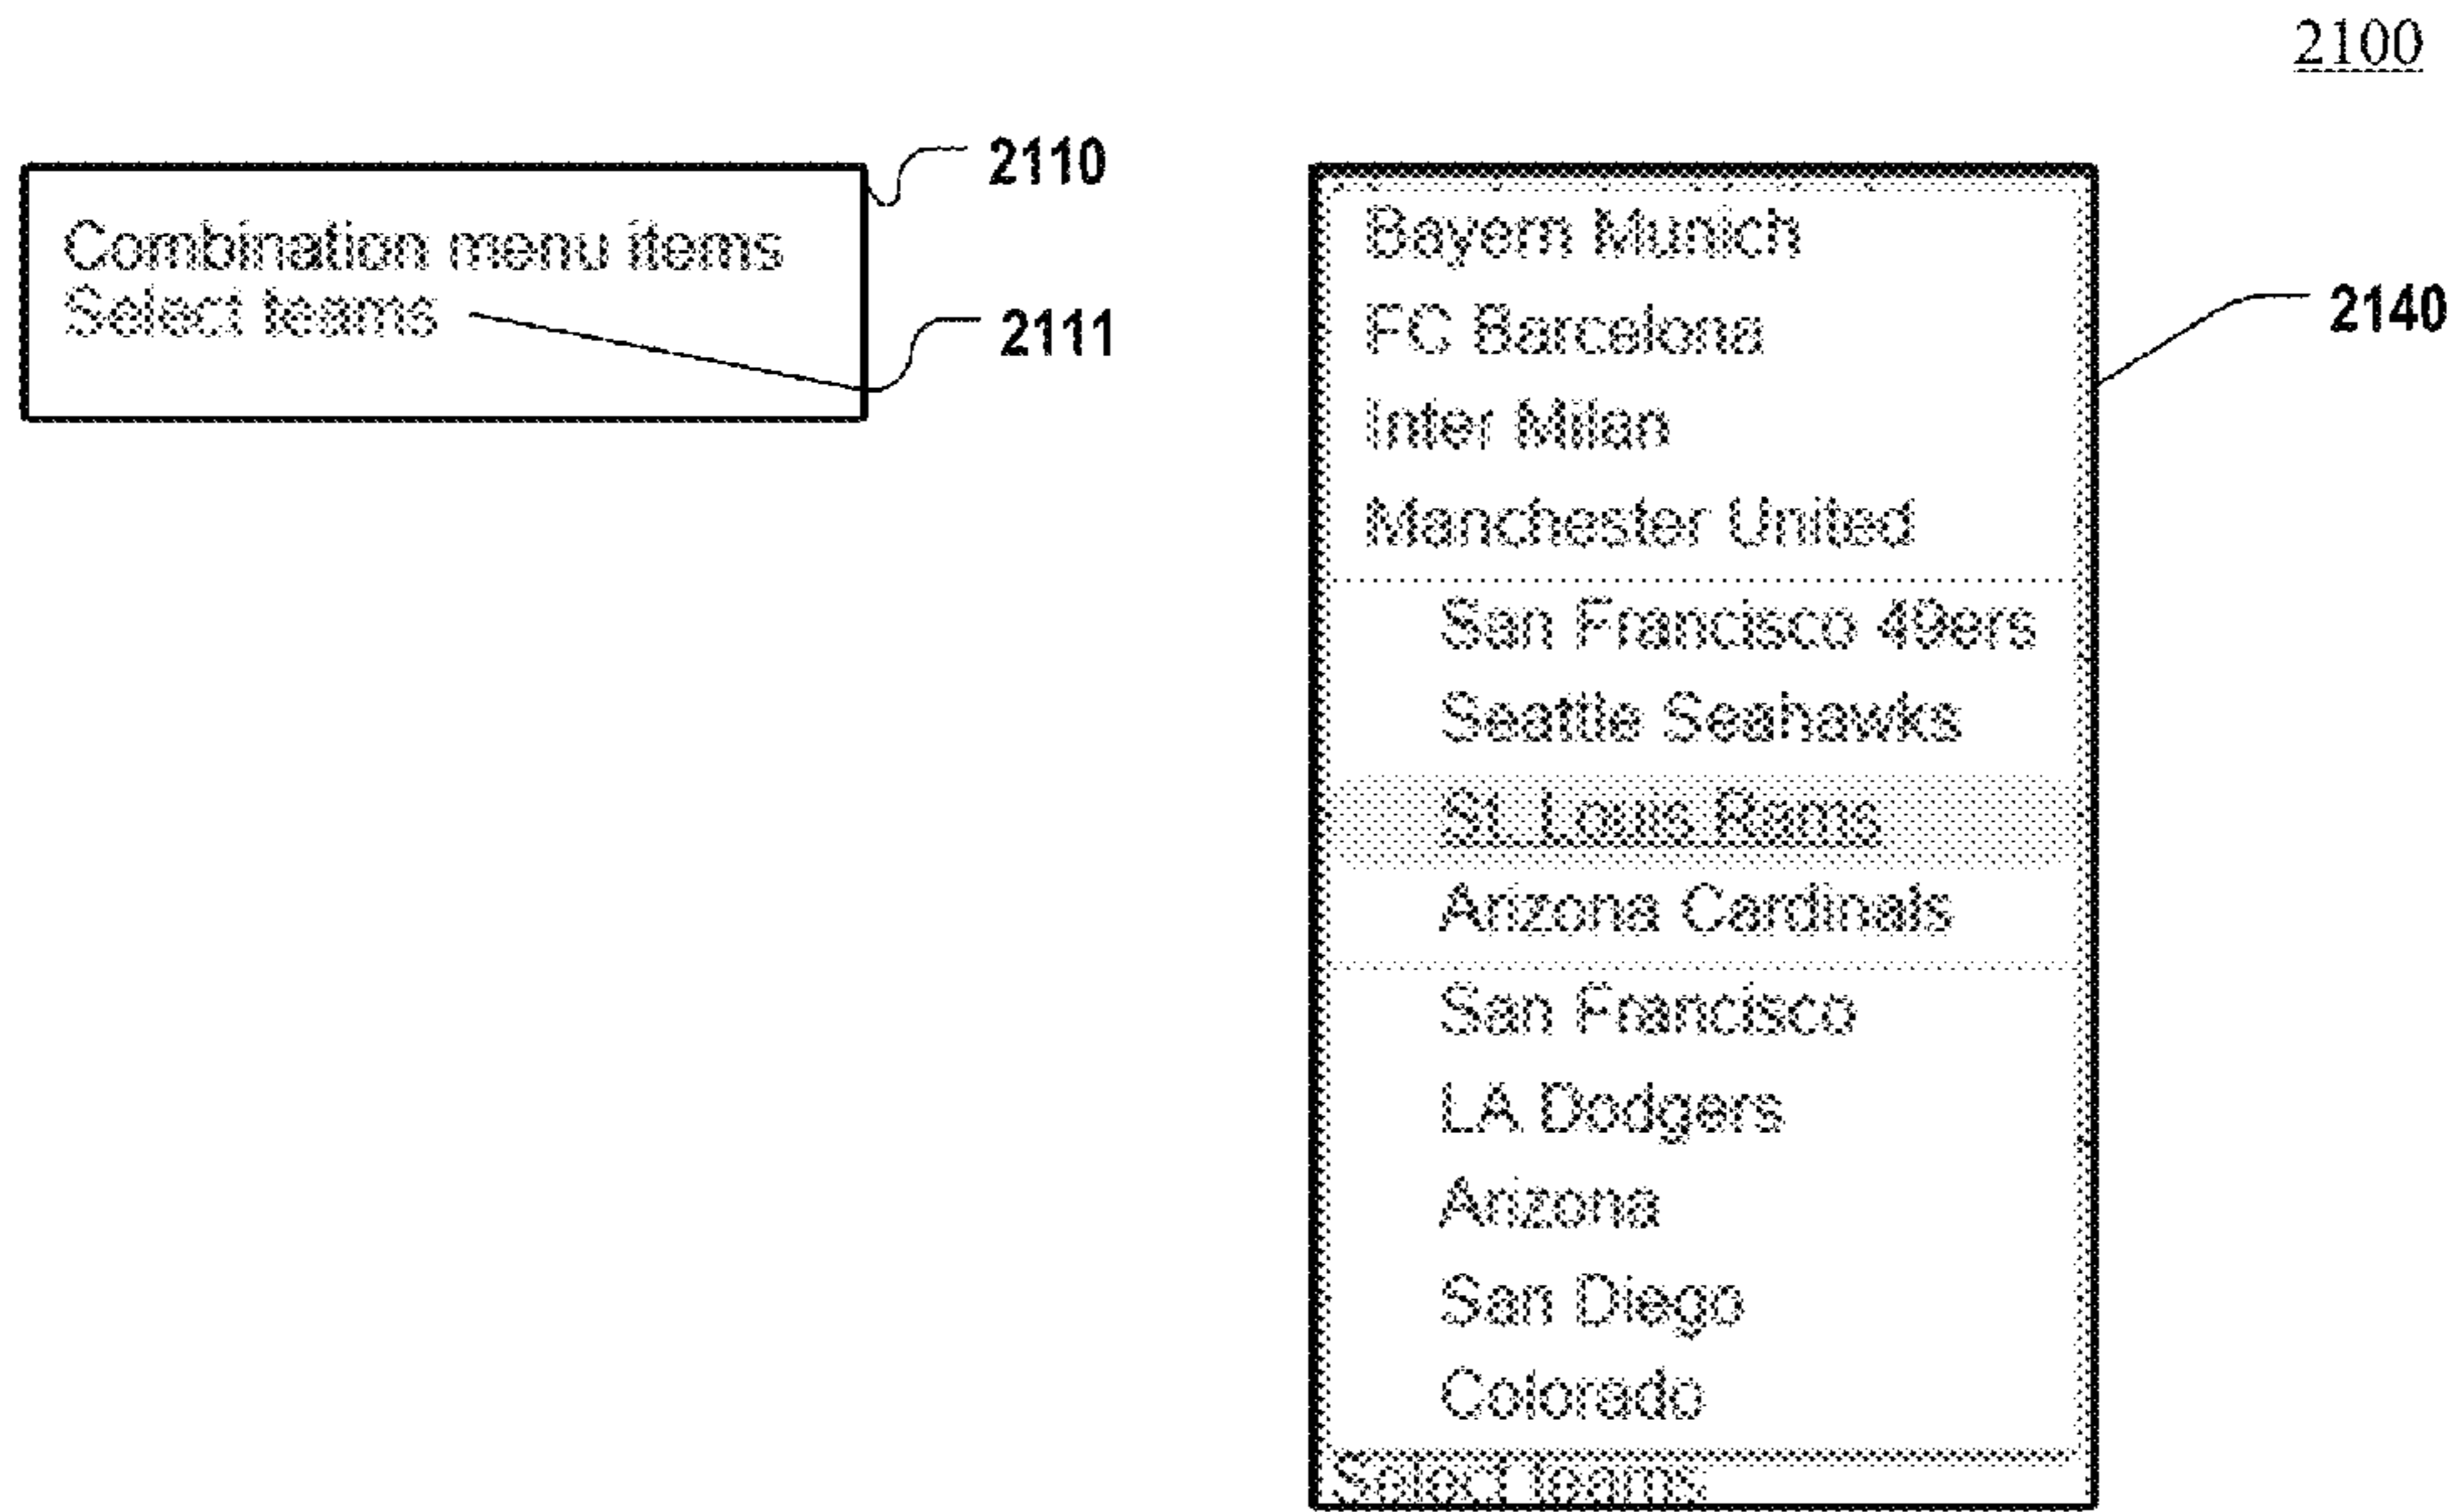 2100
2110
Combination menu items
Select teams
2111
2140
Bayern Munich
FC Barcelona
Inter Milan
Manchester United
San Francisco 49ers
Seattle Seahawks
St. Louis Rams
Arizona Cardinals
San Francisco
LA Dodgers
Arizona
San Diego
Colorado
Select teams